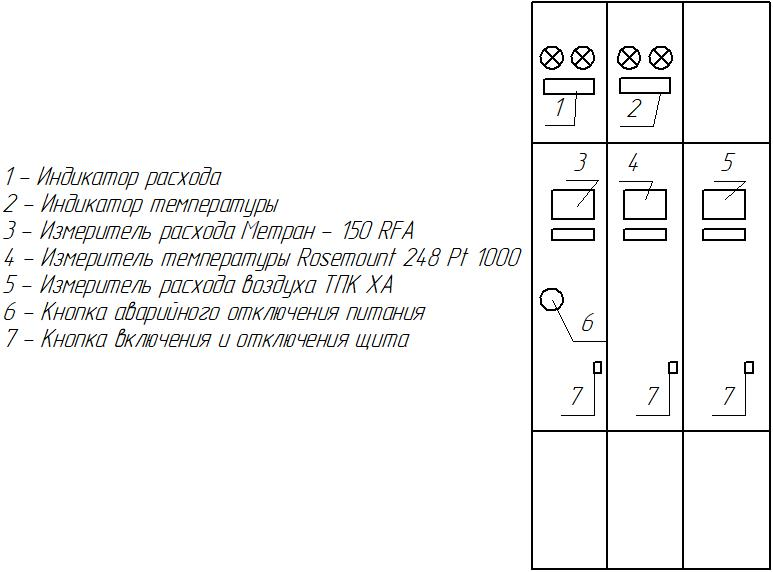 1 2
3 4 5
1 – Индикатор расхода
2 – Индикатор температуры
3 – Измеритель расхода Метран – 150 RFA
4 – Измеритель температуры Rosemount 248 Pt 1000
5 – Измеритель расхода воздуха ТПК ХА
6 – Кнопка аварийного отключения питания
7 – Кнопка включения и отключения щита
6
7 7 7